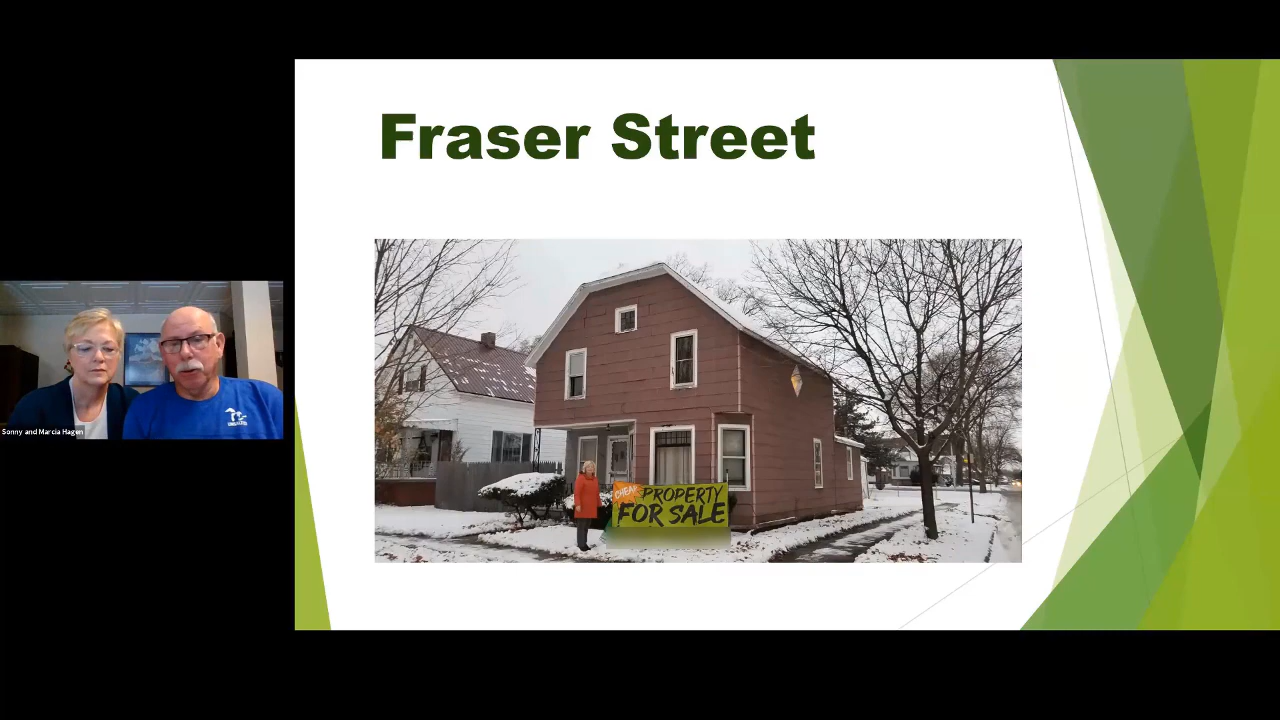 Fraser Street
CHEAP
PROPERTY
FOR SALE
Sonny and Marcia Hagen